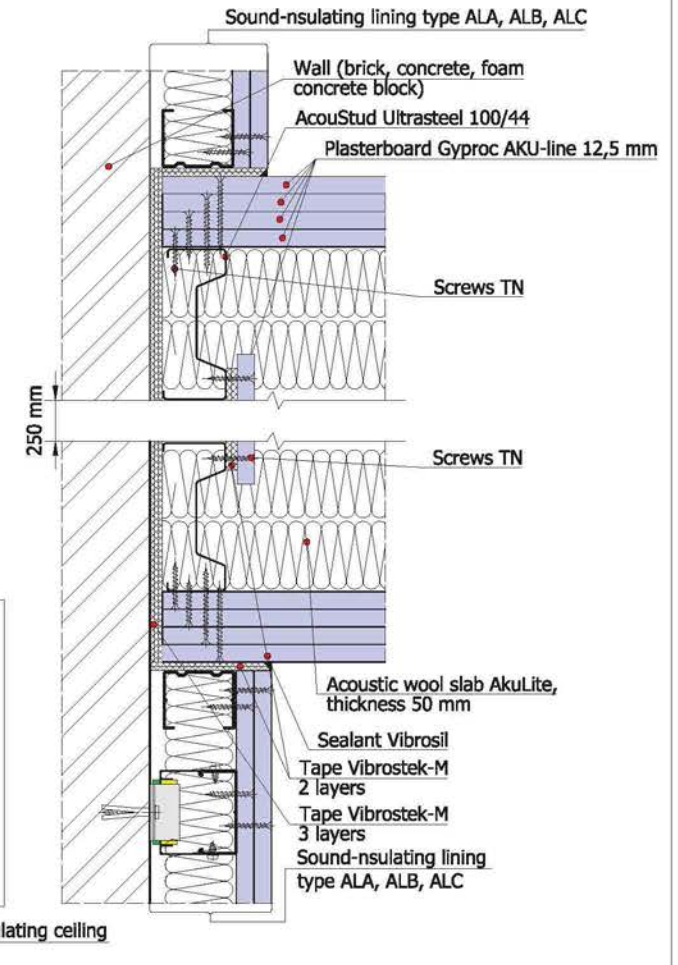 Sound-nsulating lining type ALA, ALB, ALC
Wall (brick, concrete, foam
concrete block)
AcouStud Ultrasteel 100/44
Plasterboard Gyproc AKU-line 12,5 mm
Screws TN
250 mm
Screws TN
Acoustic wool slab AkuLite,
thickness 50 mm
Sealant Vibrosil
Tape Vibrostek-M
2 layers
Tape Vibrostek-M
3 layers
Sound-nsulating lining
type ALA, ALB, ALC
lating ceiling